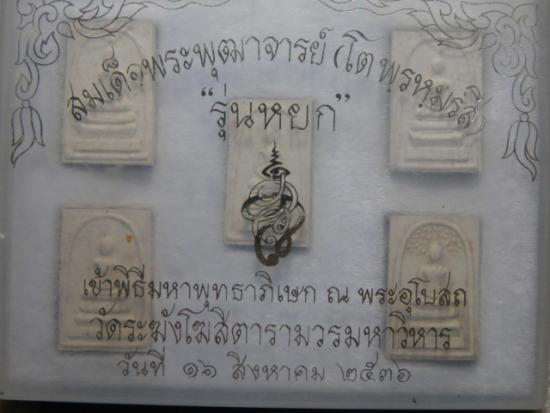 สมเด็จพระพุฒาจารย์ (โต พรหมรังสี)
"รุ่นหยก"
เข้าพิธีมหาพุทธาภิเษก ณ พระอุโบสถ
วัดระฆังโฆสิตารามวรมหาวิหาร
วันที่ ๑๖ สิงหาคม ๒๕๓๖